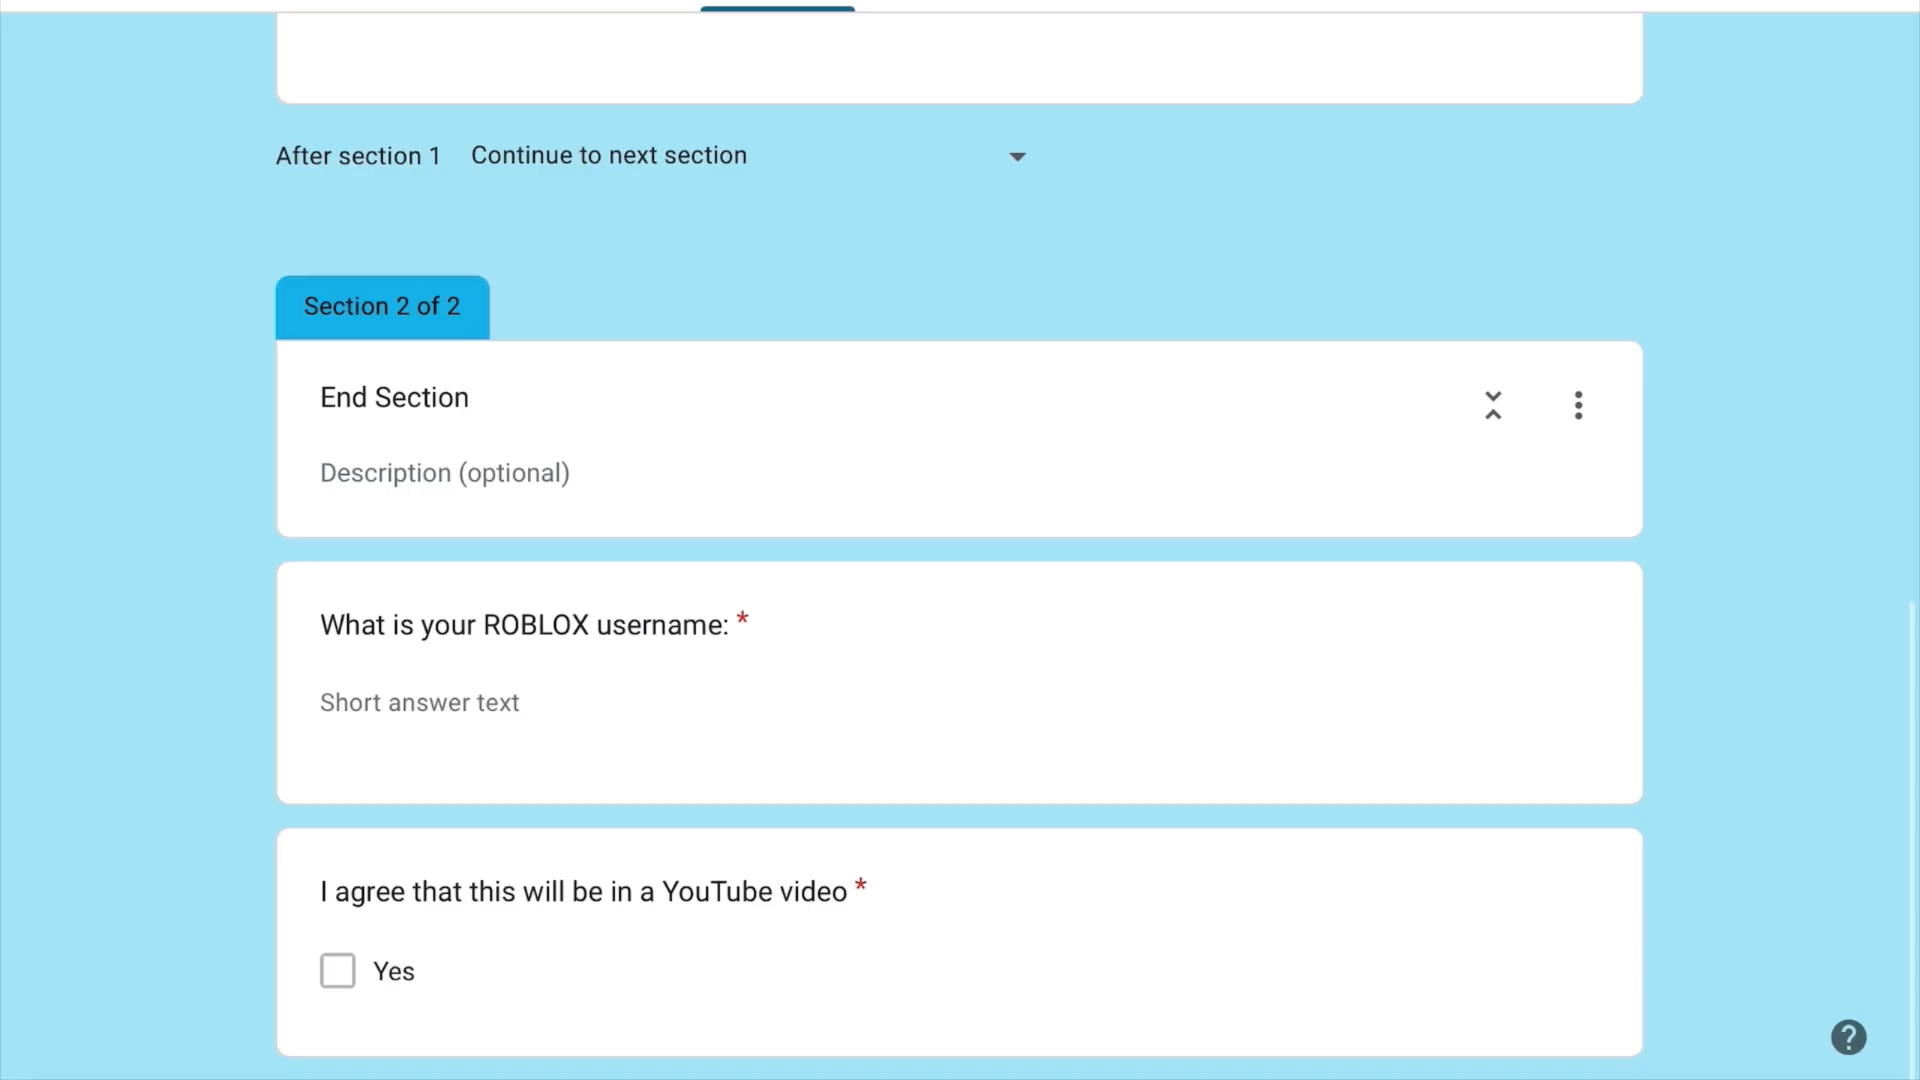 After section 1 Continue to next section
Section 2 of 2
End Section
Description (optional)
What is your ROBLOX username: *
Short answer text
I agree that this will be in a YouTube video *
Yes
?